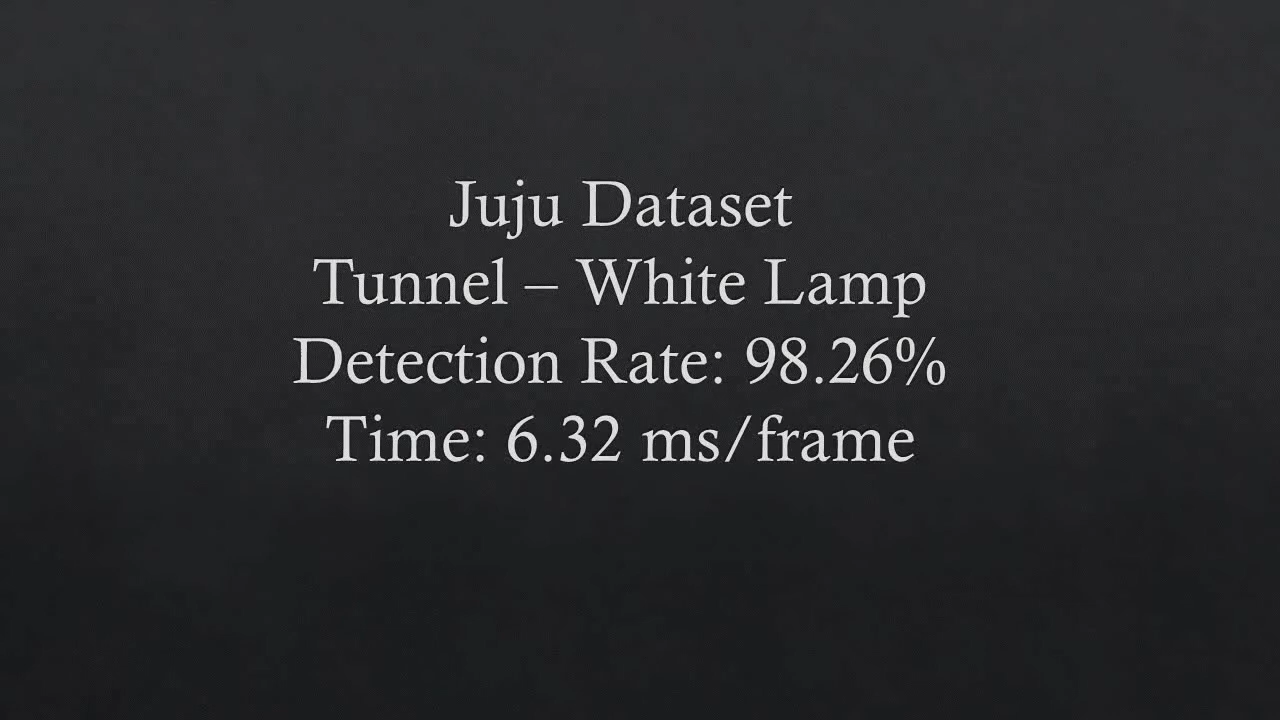 Juju Dataset
Tunnel – White Lamp
Detection Rate: 98.26%
Time: 6.32 ms/frame